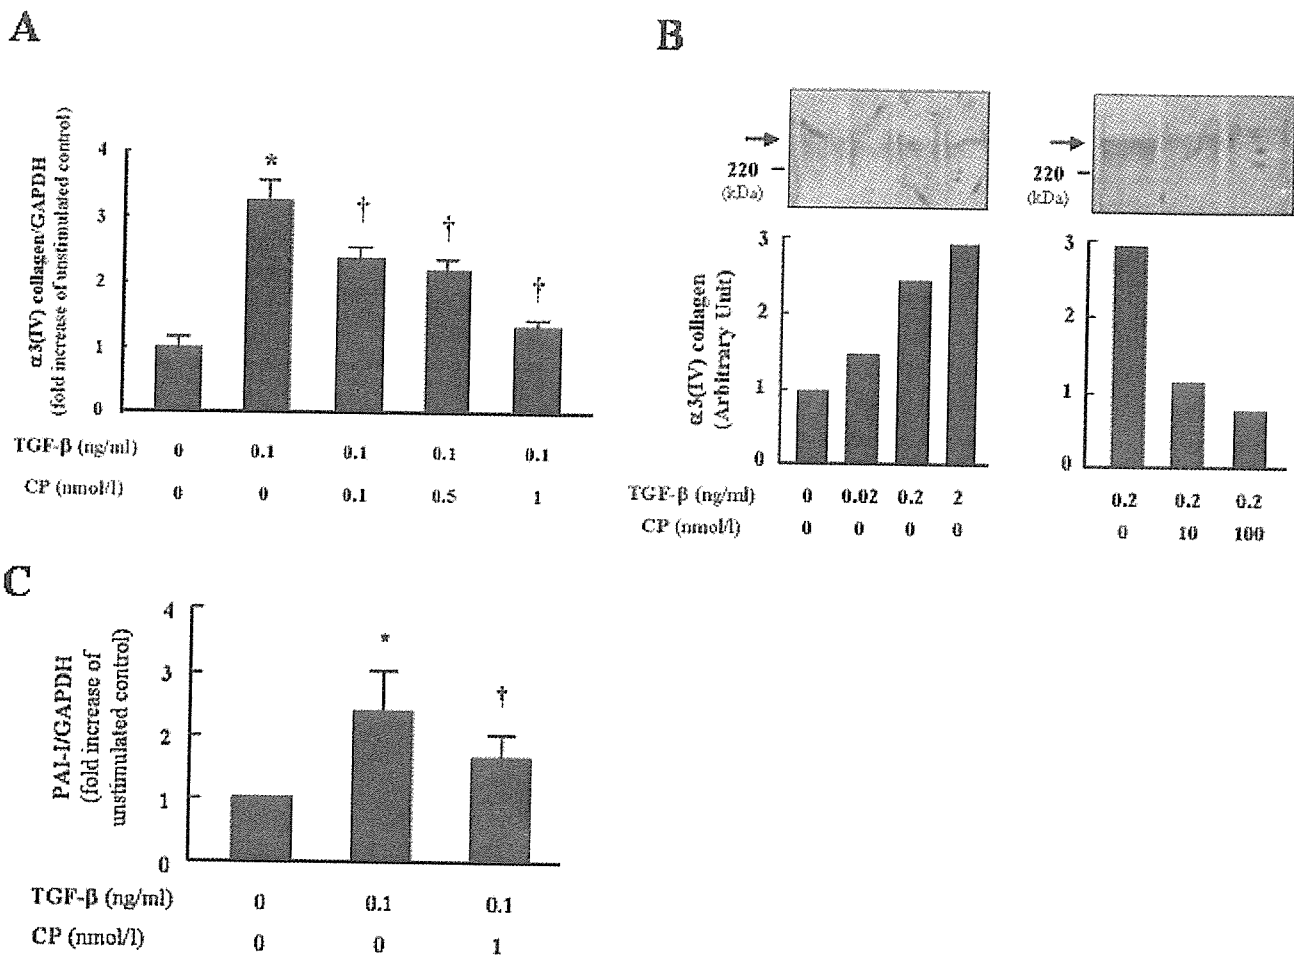 A
α3(IV) collagen/GAPDH
(fold increase of unstimulated control)
4
3
2
1
0
*
†
†
†
TGF-β (ng/ml) 0 0.1 0.1 0.1 0.1
CP (nmol/l) 0 0 0.1 0.5 1
B
220
(kDa)
220
(kDa)
α3(IV) collagen
(Arbitrary Unit)
3
2
1
0
3
2
1
0
TGF-β (ng/ml) 0 0.02 0.2 2 0.2 0.2 0.2
CP (nmol/l) 0 0 0 0 0 10 100
C
PAI-I/GAPDH
(fold increase of
unstimulated control)
4
3
2
1
0
*
†
TGF-β (ng/ml) 0 0.1 0.1
CP (nmol/l) 0 0 1